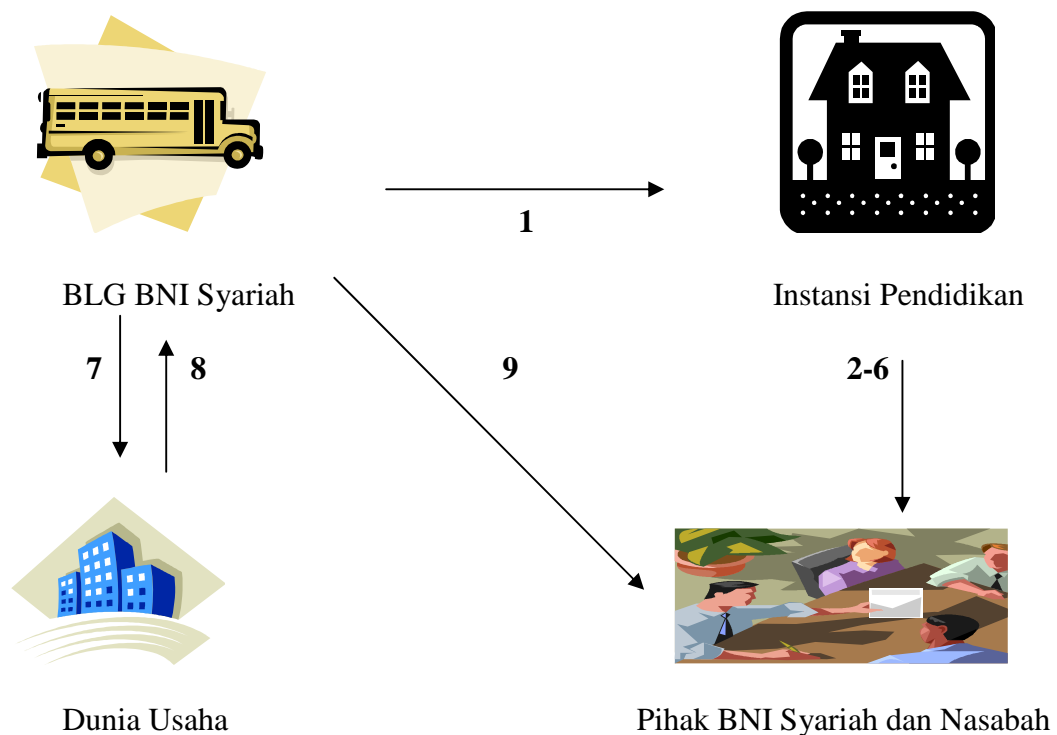 1
BLG BNI Syariah
Instansi Pendidikan
7
8
9
2-6
Dunia Usaha
Pihak BNI Syariah dan Nasabah